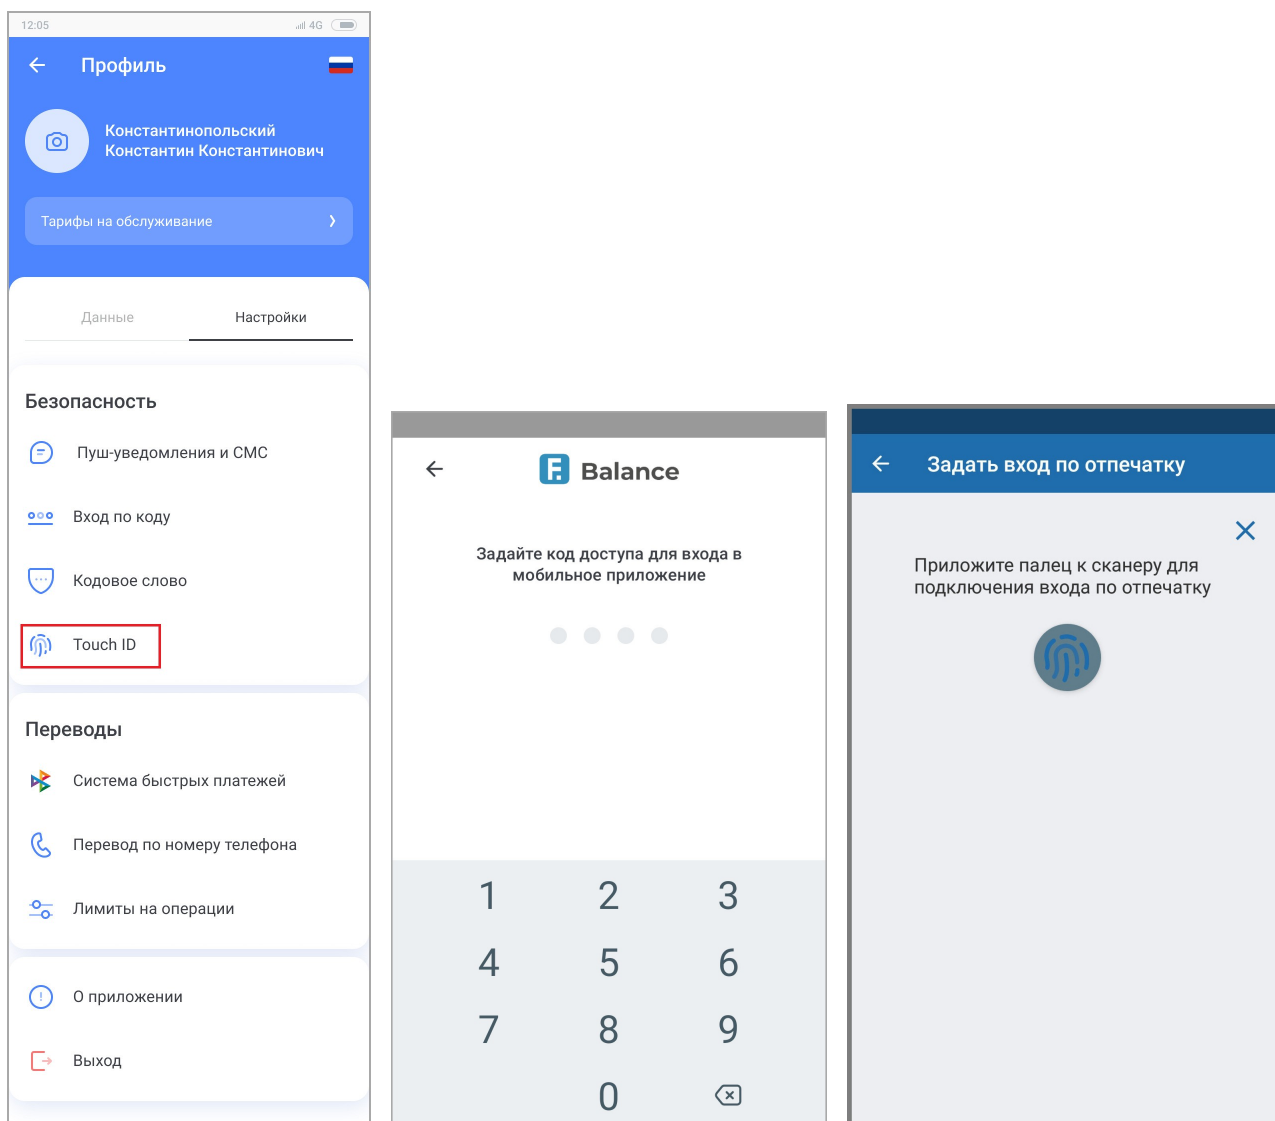 12:05
4G
Профиль
Константинопольский
Константин Константинович
Тарифы на обслуживание
Данные
Настройки
Безопасность
Пуш-уведомления и СМС
Вход по коду
Кодовое слово
Touch ID
Переводы
Система быстрых платежей
Перевод по номеру телефона
Лимиты на операции
О приложении
Выход
F. Balance
Задайте код доступа для входа в
мобильное приложение
1 2 3
4 5 6
7 8 9
0
Задать вход по отпечатку
Приложите палец к сканеру для
подключения входа по отпечатку